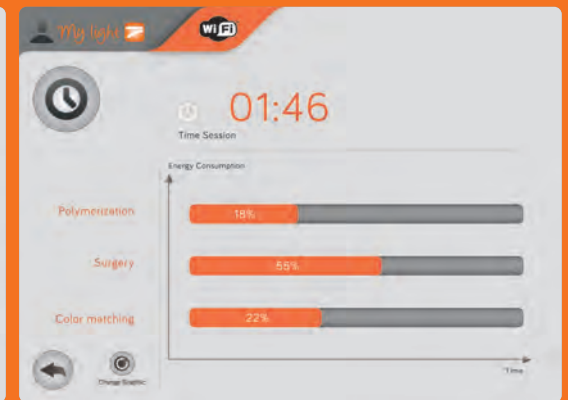 My light
WiFi
01:46
Time Session
Energy Consumption
Polymerization
18%
Surgery
55%
Color matching
22%
Change Graphic
Time